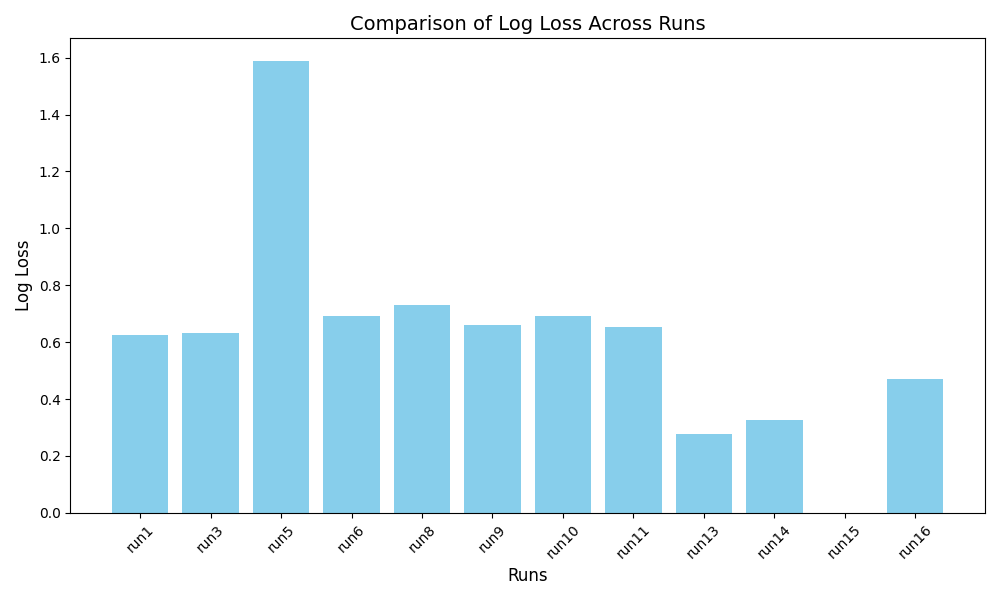 Comparison of Log Loss Across Runs
Log Loss
1.6
1.4
1.2
1.0
0.8
0.6
0.4
0.2
0.0
run1 run3 run5 run6 run8 run9 run10 run11 run13 run14 run15 run16
Runs